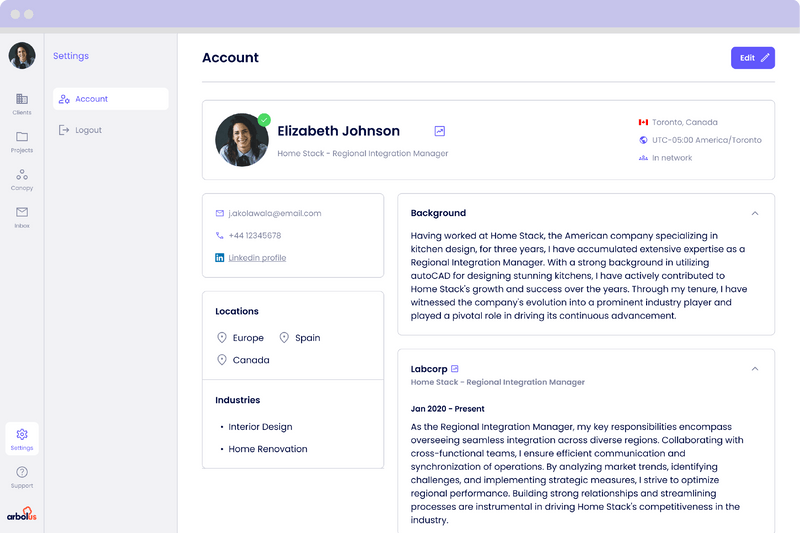 Clients
Projects
Canopy
Inbox
Settings
Support
arbolus
Settings
Account
Logout
Account
Edit
Elizabeth Johnson
Home Stack - Regional Integration Manager
Toronto, Canada
UTC-05:00 America/Toronto
In network
j.akolawala@email.com
+44 12345678
Linkedin profile
Locations
Europe
Spain
Canada
Industries
• Interior Design
• Home Renovation
Background
Having worked at Home Stack, the American company specializing in
kitchen design, for three years, I have accumulated extensive expertise as a
Regional Integration Manager. With a strong background in utilizing
autoCAD for designing stunning kitchens, I have actively contributed to
Home Stack's growth and success over the years. Through my tenure, I have
witnessed the company's evolution into a prominent industry player and
played a pivotal role in driving its continuous advancement.
Labcorp
Home Stack - Regional Integration Manager
Jan 2020 - Present
As the Regional Integration Manager, my key responsibilities encompass
overseeing seamless integration across diverse regions. Collaborating with
cross-functional teams, I ensure efficient communication and
synchronization of operations. By analyzing market trends, identifying
challenges, and implementing strategic measures, I strive to optimize
regional performance. Building strong relationships and streamlining
processes are instrumental in driving Home Stack's competitiveness in the
industry.